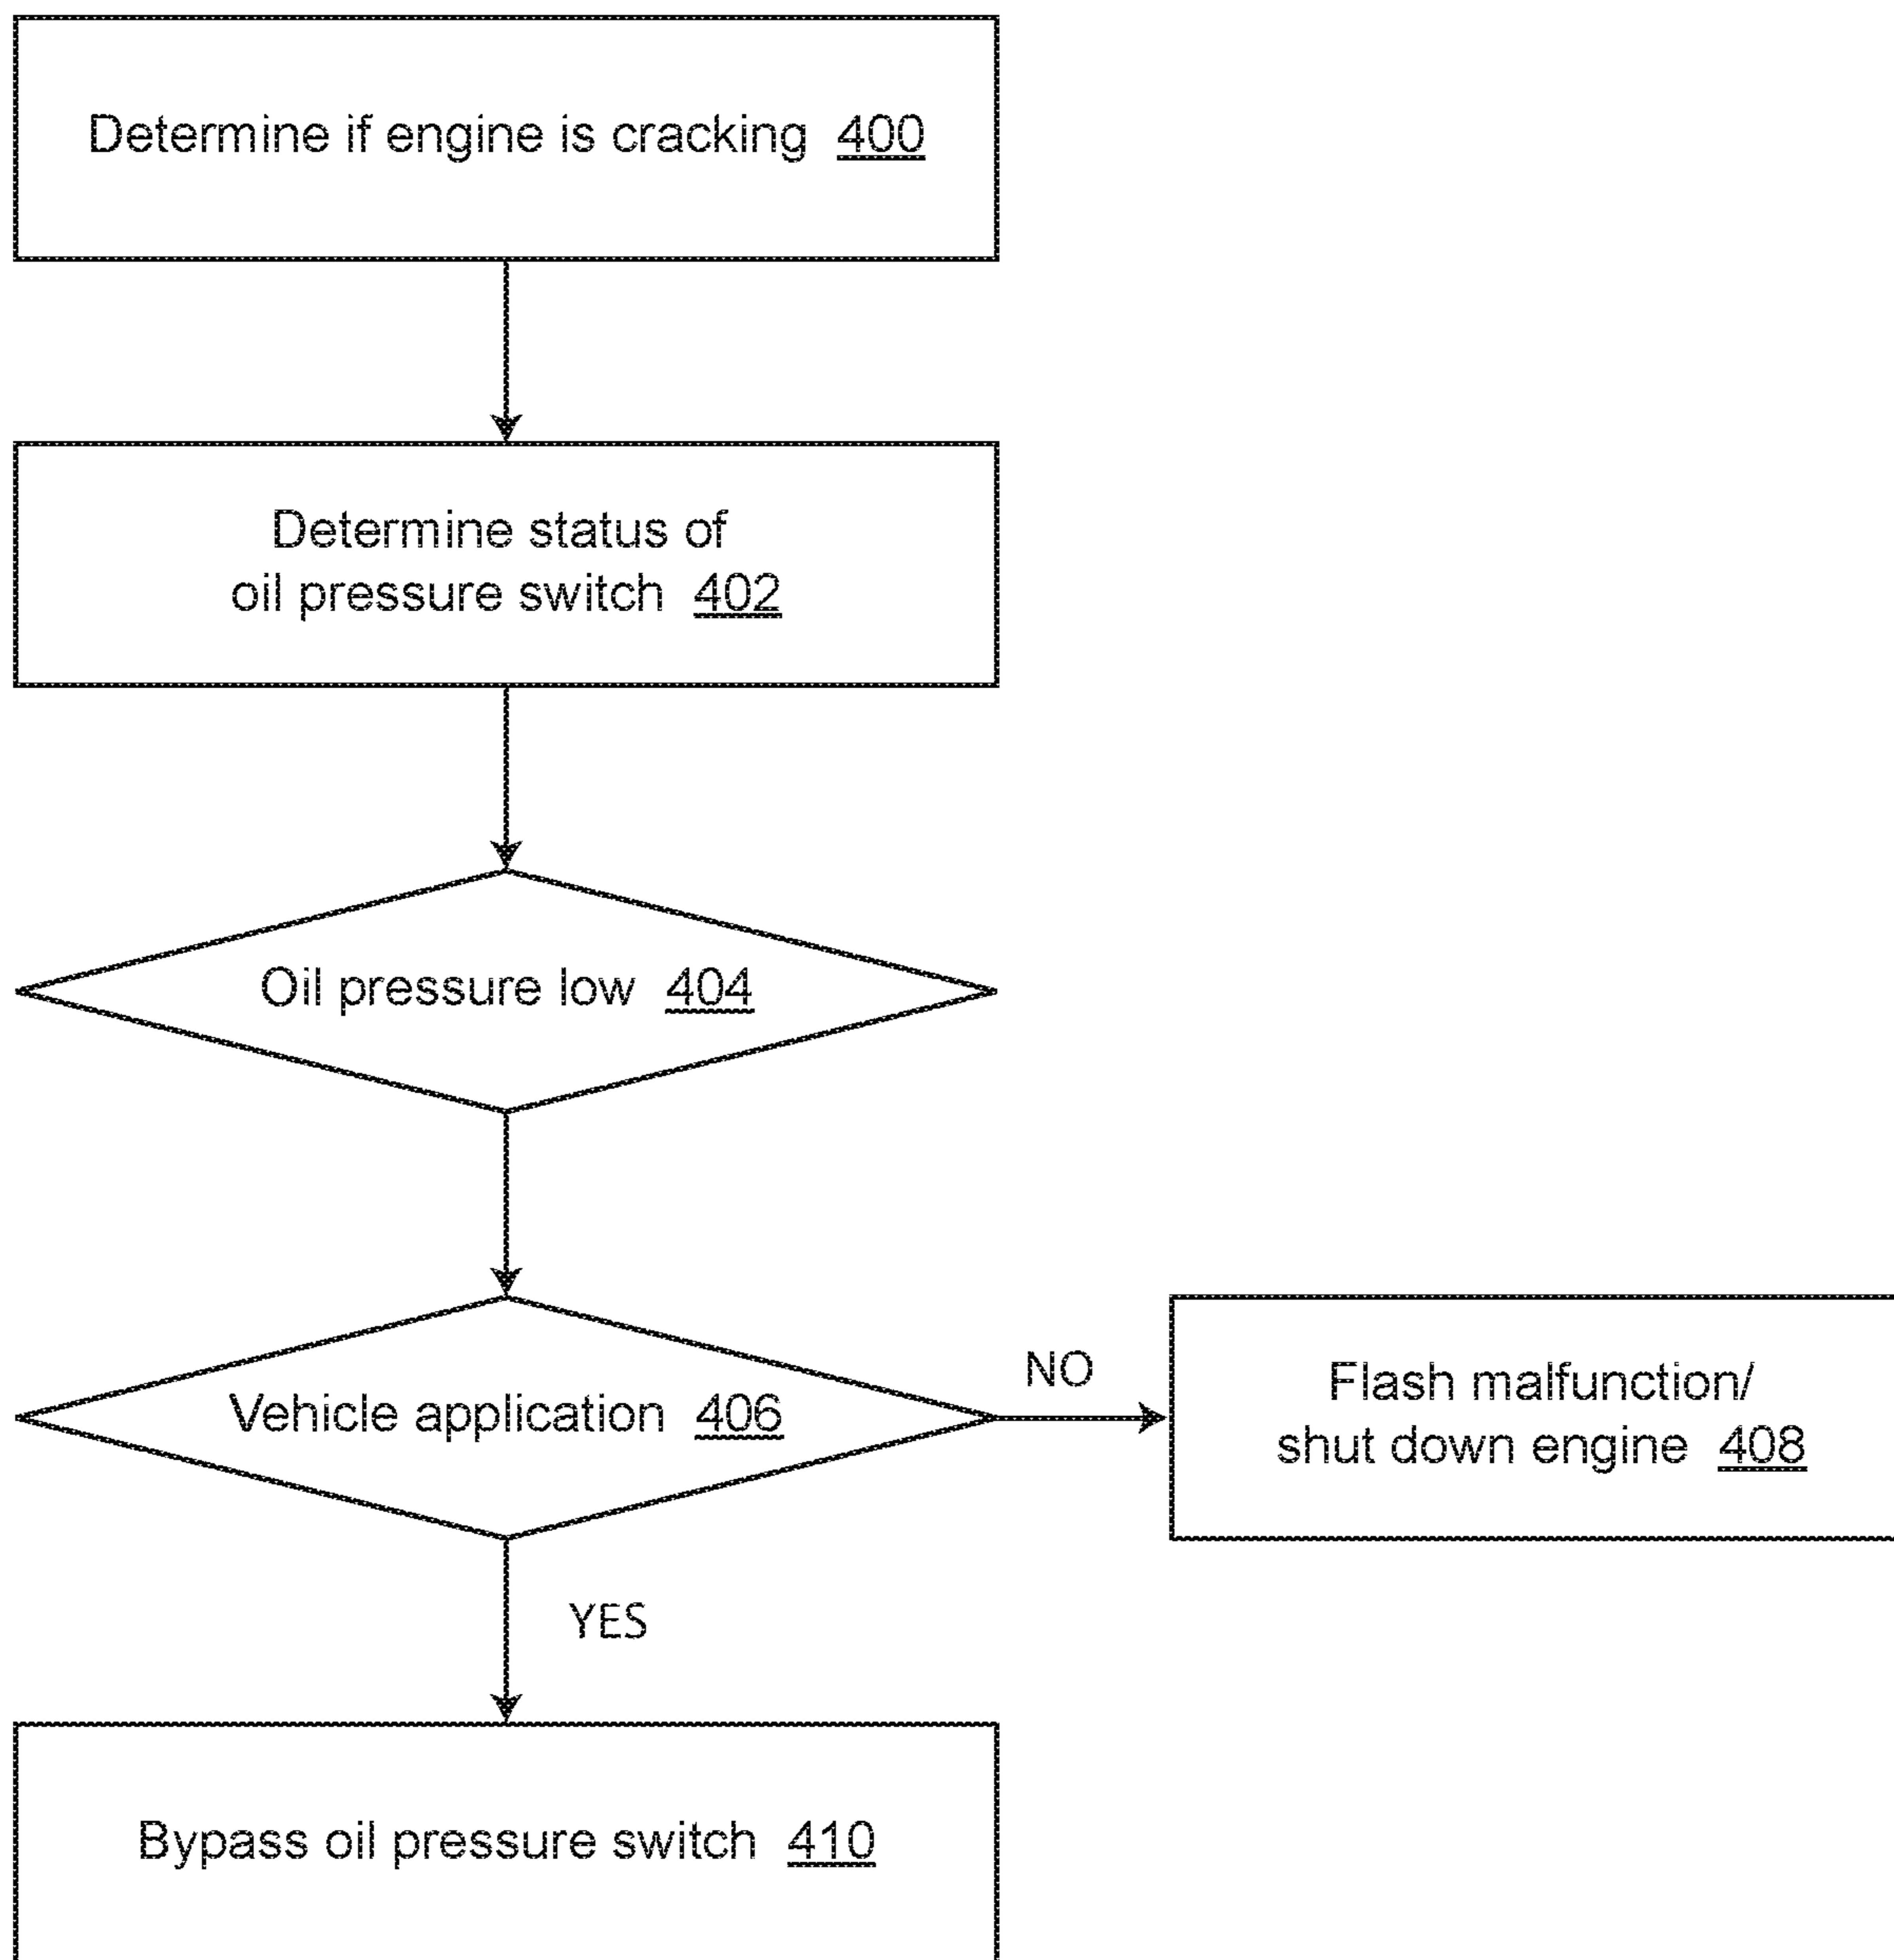 Determine if engine is cracking 400
Determine status of
oil pressure switch 402
Oil pressure low 404
Vehicle application 406
NO
Flash malfunction/
shut down engine 408
YES
Bypass oil pressure switch 410